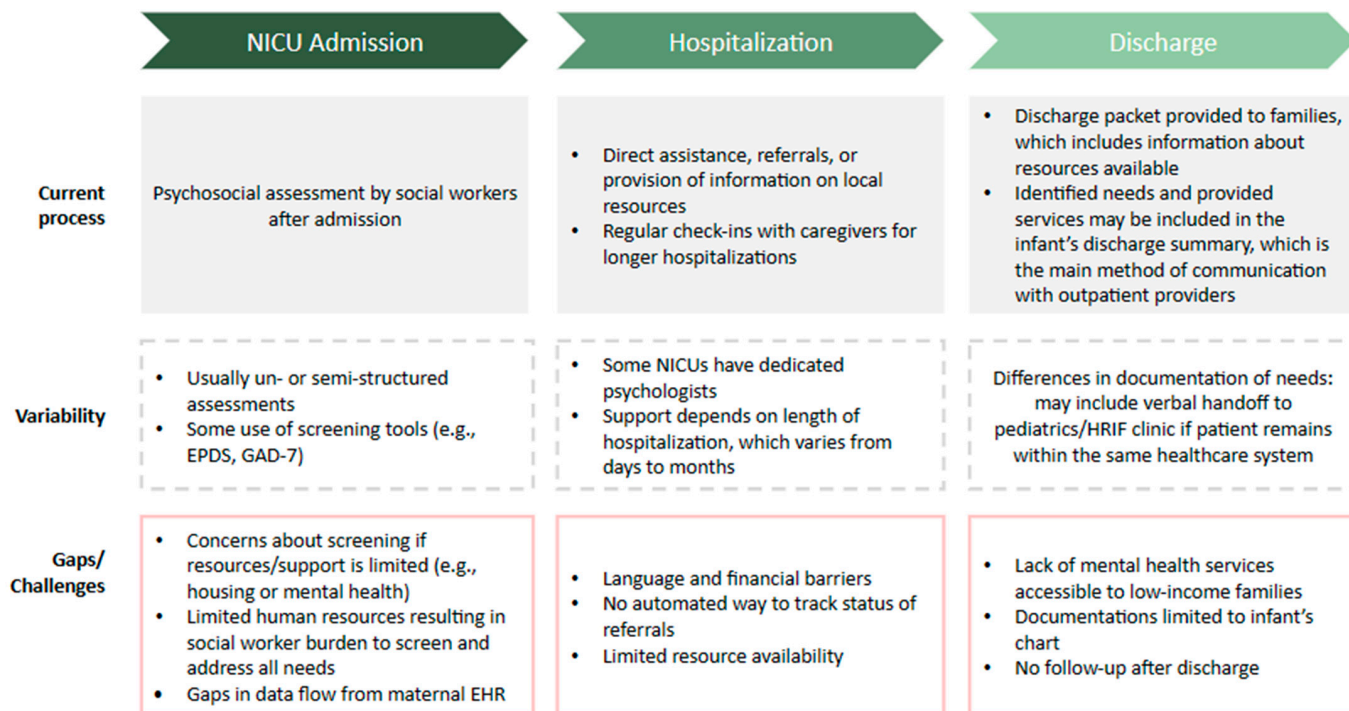 NICU Admission
Hospitalization
Discharge
Current
process
Psychosocial assessment by social workers
after admission
• Direct assistance, referrals, or
provision of information on local
resources
• Regular check-ins with caregivers for
longer hospitalizations
• Discharge packet provided to families,
which includes information about
resources available
• Identified needs and provided
services may be included in the
infant's discharge summary, which is
the main method of communication
with outpatient providers
Variability
• Usually un- or semi-structured
assessments
• Some use of screening tools (e.g.,
EPDS, GAD-7)
• Some NICUs have dedicated
psychologists
• Support depends on length of
hospitalization, which varies from
days to months
Differences in documentation of needs:
may include verbal handoff to
pediatrics/HRIF clinic if patient remains
within the same healthcare system
Gaps/
Challenges
• Concerns about screening if
resources/support is limited (e.g.,
housing or mental health)
• Limited human resources resulting in
social worker burden to screen and
address all needs
• Gaps in data flow from maternal EHR
• Language and financial barriers
• No automated way to track status of
referrals
• Limited resource availability
• Lack of mental health services
accessible to low-income families
• Documentations limited to infant's
chart
• No follow-up after discharge